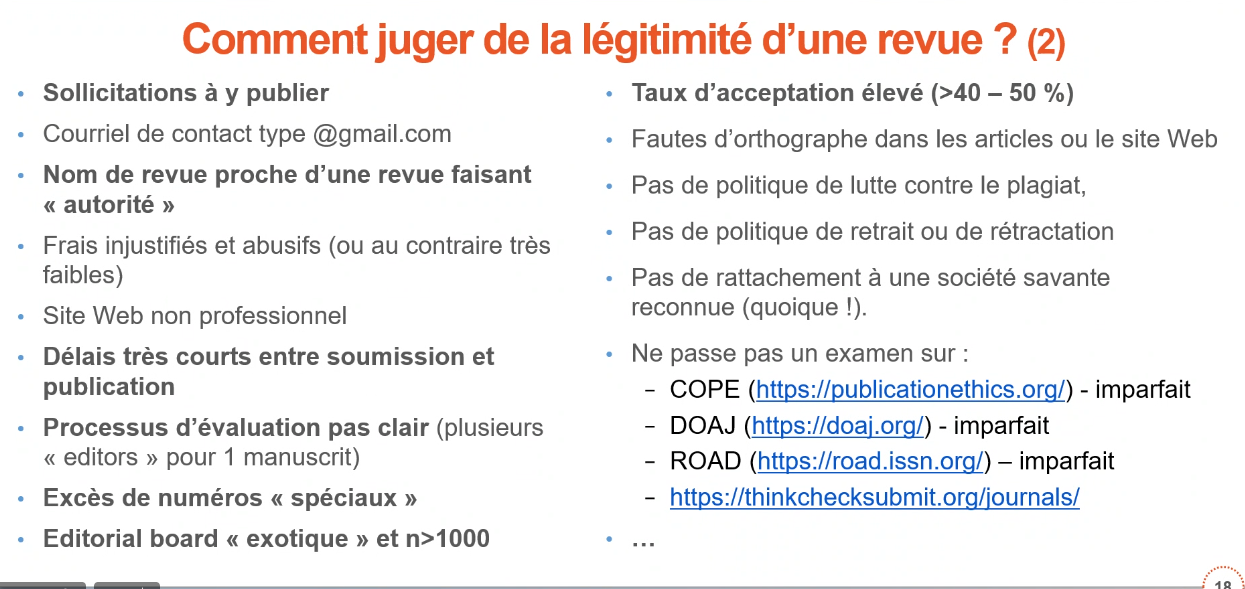 Comment juger de la légitimité d’une revue ? (2)
• Sollicitations à y publier
• Courriel de contact type @gmail.com
• Nom de revue proche d’une revue faisant
« autorité »
• Frais injustifiés et abusifs (ou au contraire très
faibles)
• Site Web non professionnel
• Délais très courts entre soumission et
publication
• Processus d’évaluation pas clair (plusieurs
« editors » pour 1 manuscrit)
• Excès de numéros « spéciaux »
• Editorial board « exotique » et n>1000
• Taux d’acceptation élevé (>40 – 50 %)
• Fautes d’orthographe dans les articles ou le site Web
• Pas de politique de lutte contre le plagiat,
• Pas de politique de retrait ou de rétractation
• Pas de rattachement à une société savante
reconnue (quoique !).
• Ne passe pas un examen sur :
– COPE (https://publicationethics.org/) - imparfait
– DOAJ (https://doaj.org/) - imparfait
– ROAD (https://road.issn.org/) – imparfait
– https://thinkchecksubmit.org/journals/
• …
18